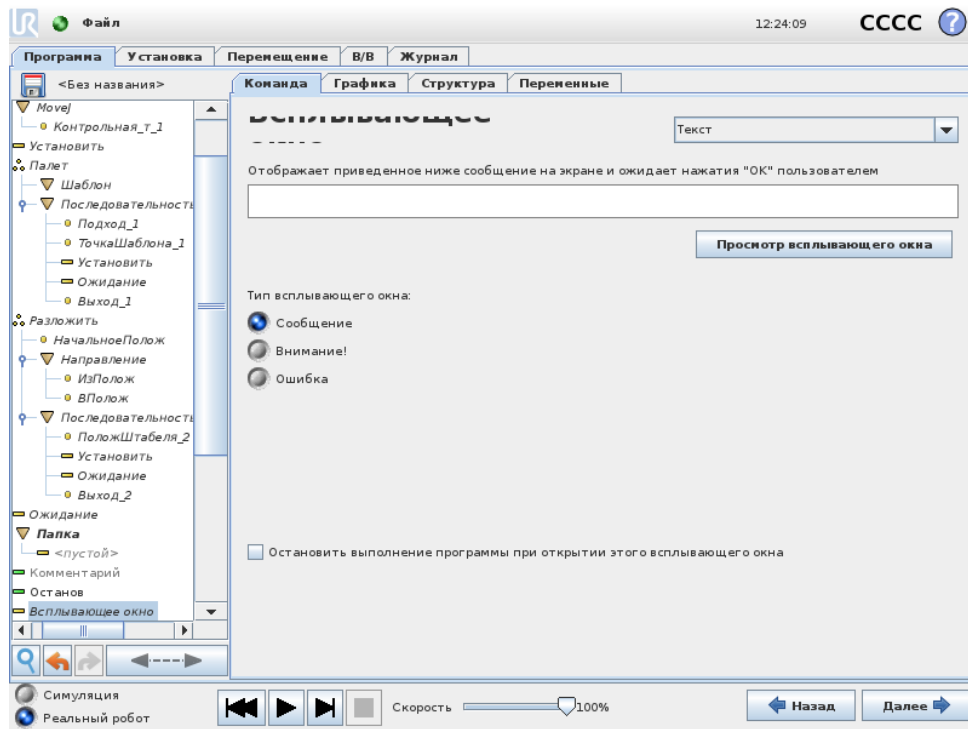 Файл
12:24:09
CCCC
Программа
Установка
Перемещение
В/В
Журнал
<Без названия>
Команда
Графика
Структура
Переменные
MoveJ
Контрольная_т_1
Установить
Палет
Шаблон
Последовательность
Подход_1
ТочкаШаблона_1
Установить
Ожидание
Выход_1
Разложить
НачальноеПолож
Направление
ИзПолож
ВПолож
Последовательность
ПоложШтабеля_2
Установить
Ожидание
Выход_2
Ожидание
Папка
<пустой>
Комментарий
Останов
Всплывающее окно
Всплывающее
Текст
Отображает приведенное ниже сообщение на экране и ожидает нажатия "ОК" пользователем
Просмотр всплывающего окна
Тип всплывающего окна:
Сообщение
Внимание!
Ошибка
Остановить выполнение программы при открытии этого всплывающего окна
Симуляция
Реальный робот
Скорость
100%
Назад
Далее